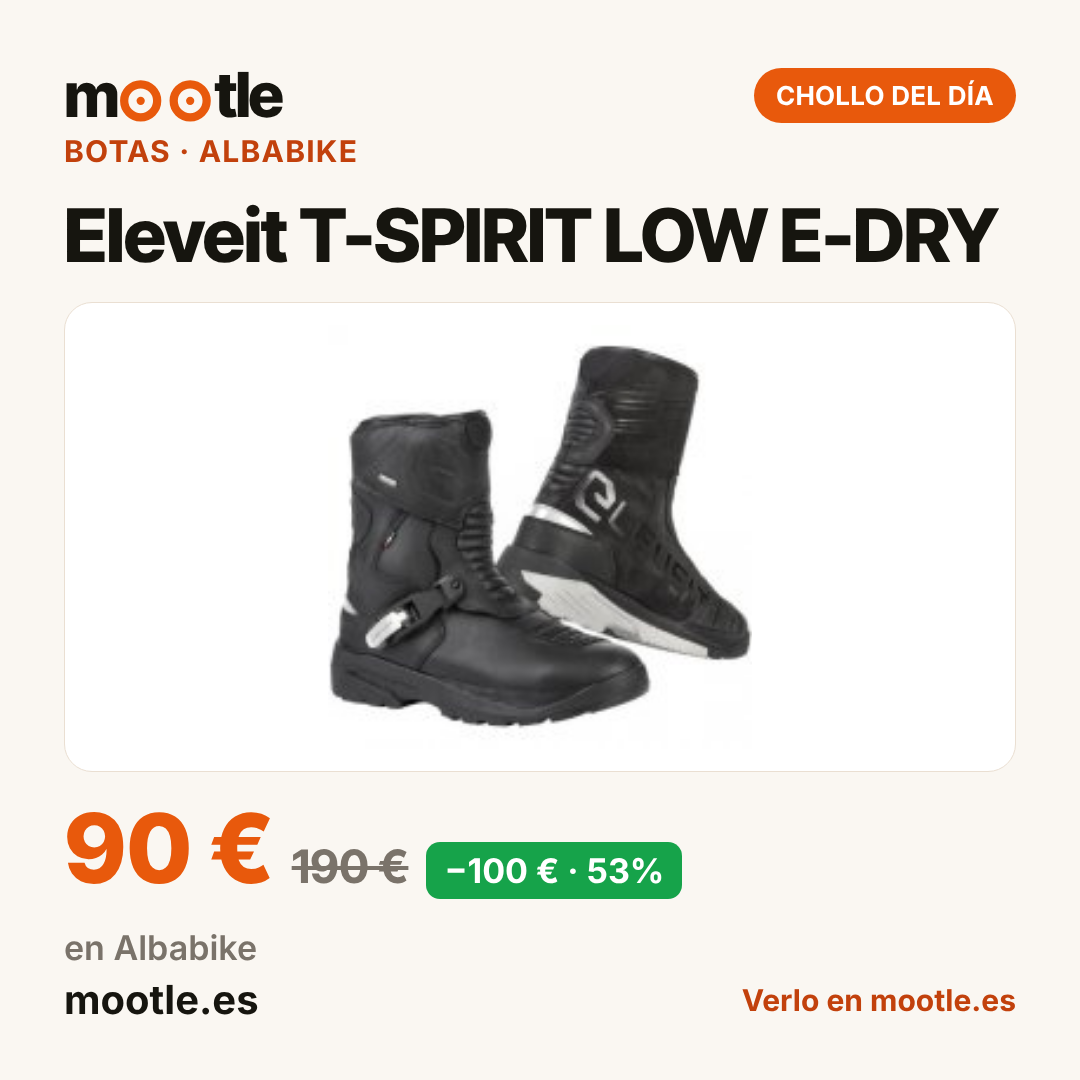 mootle
CHOLLO DEL DÍA
BOTAS · ALBABIKE
Eleveit T-SPIRIT LOW E-DRY
ELEVEIT
90 €
190 €
−100 € · 53%
en Albabike
mootle.es
Verlo en mootle.es